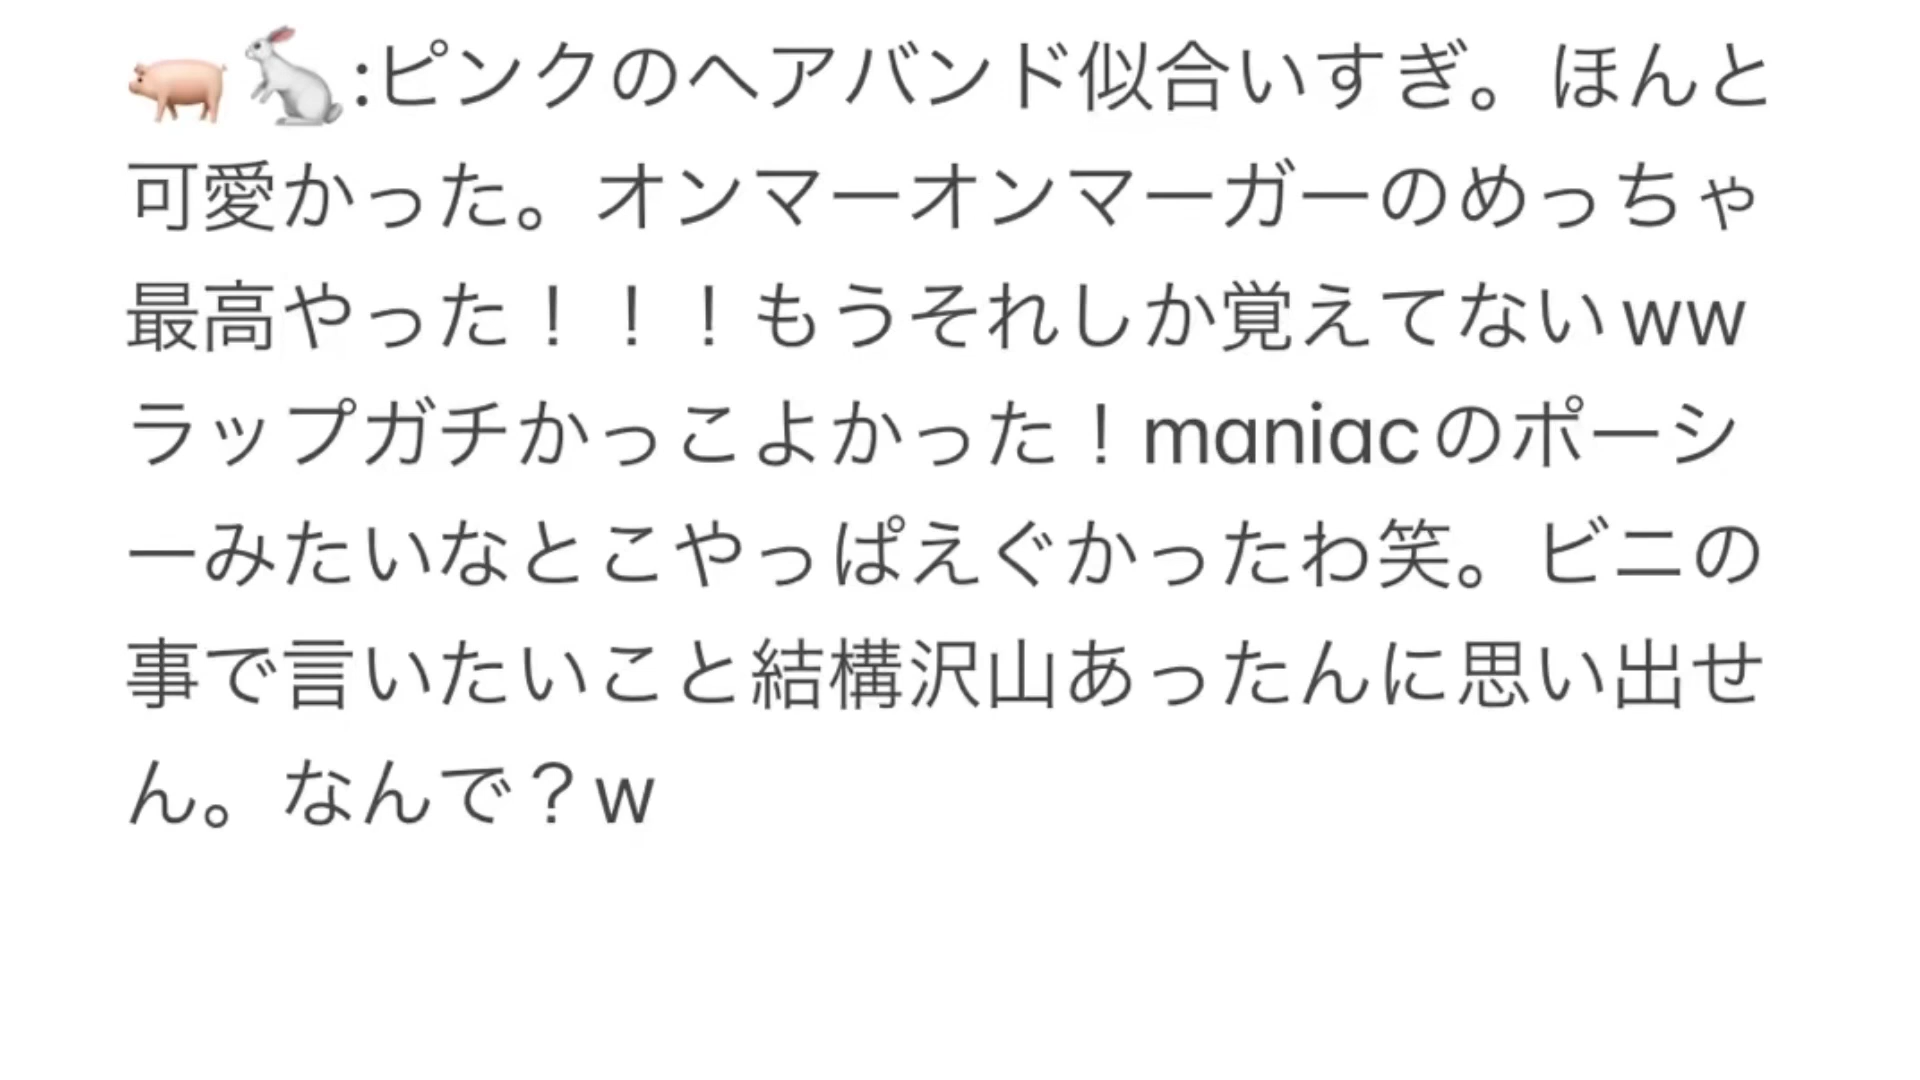 🐖🐇:ピンクのヘアバンド似合いすぎ。ほんと
可愛かった。オンマーオンマーガーのめっちゃ
最高やった！！！もうそれしか覚えてないww
ラップガチかっこよかった！maniacのポーシ
ーみたいなとこやっぱえぐかったわ笑。ビニの
事で言いたいこと結構沢山あったんに思い出せ
ん。なんで？w